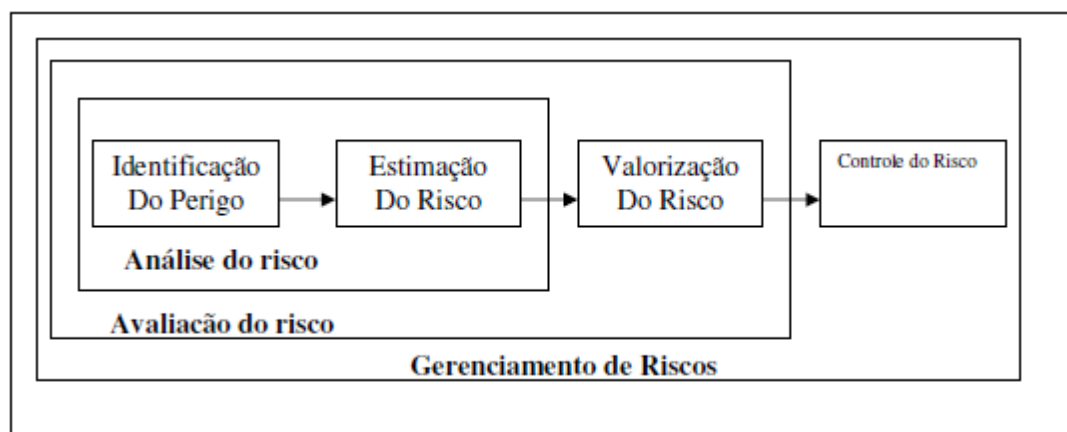 Identificação
Do Perigo
Estimação
Do Risco
Valorização
Do Risco
Controle do Risco
Análise do risco
Avaliacão do risco
Gerenciamento de Riscos